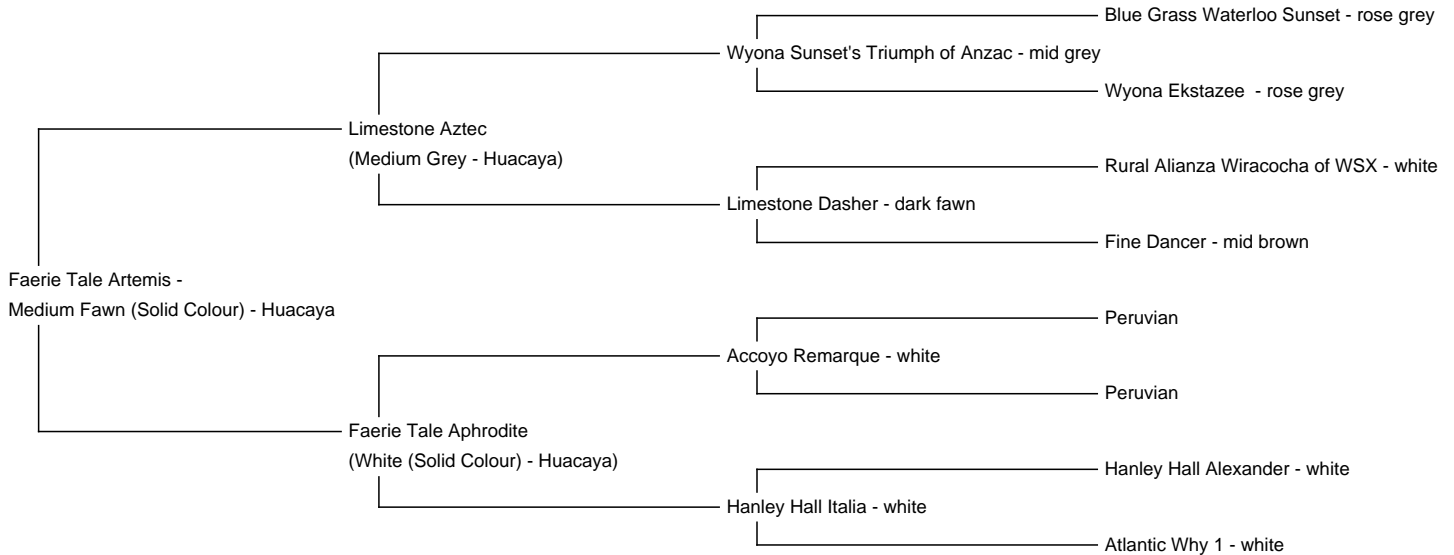 Blue Grass Waterloo Sunset - rose grey
Wyona Sunset's Triumph of Anzac - mid grey
Wyona Ekstazee - rose grey
Limestone Aztec
(Medium Grey - Huacaya)
Rural Alianza Wiracocha of WSX - white
Limestone Dasher - dark fawn
Fine Dancer - mid brown
Faerie Tale Artemis -
Medium Fawn (Solid Colour) - Huacaya
Peruvian
Accoyo Remarque - white
Peruvian
Faerie Tale Aphrodite
(White (Solid Colour) - Huacaya)
Hanley Hall Alexander - white
Hanley Hall Italia - white
Atlantic Why 1 - white